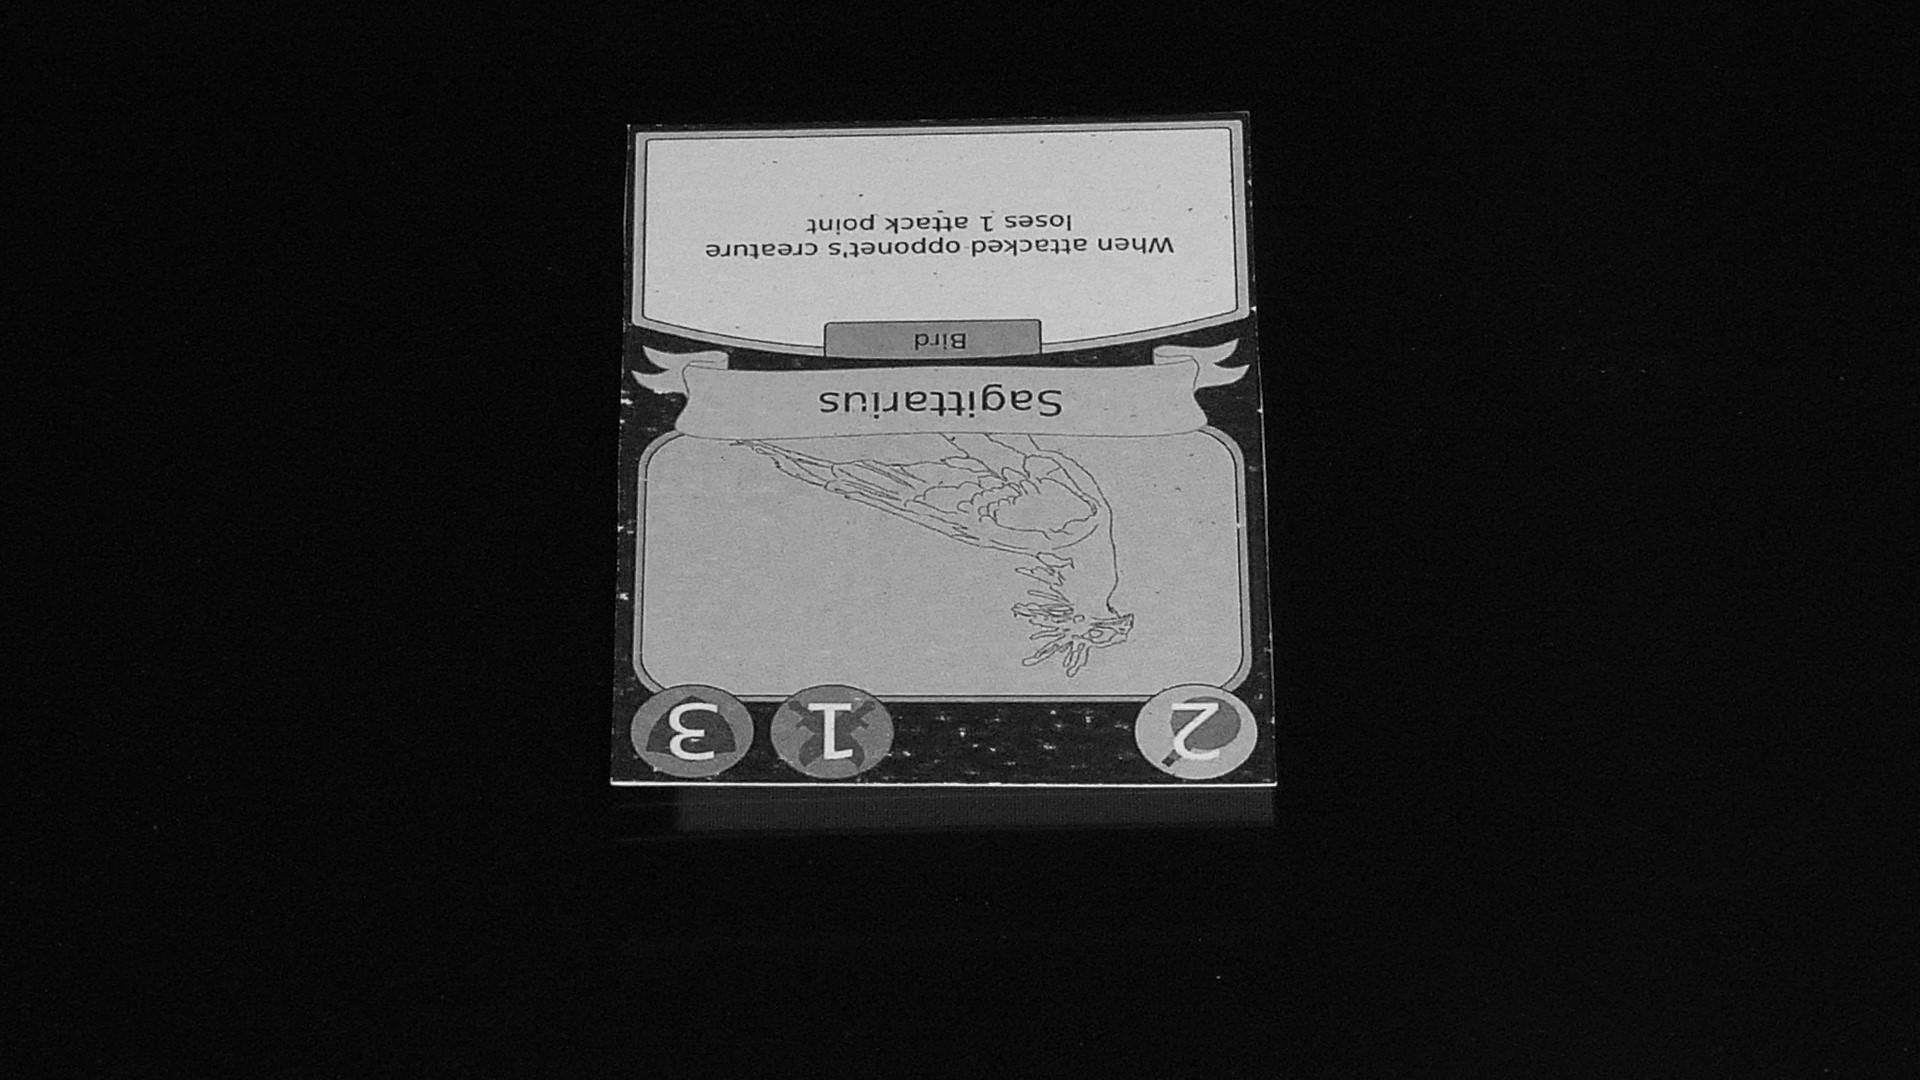 2
1
3
Sagittarius
Bird
When attacked opponet's creature
loses 1 attack point